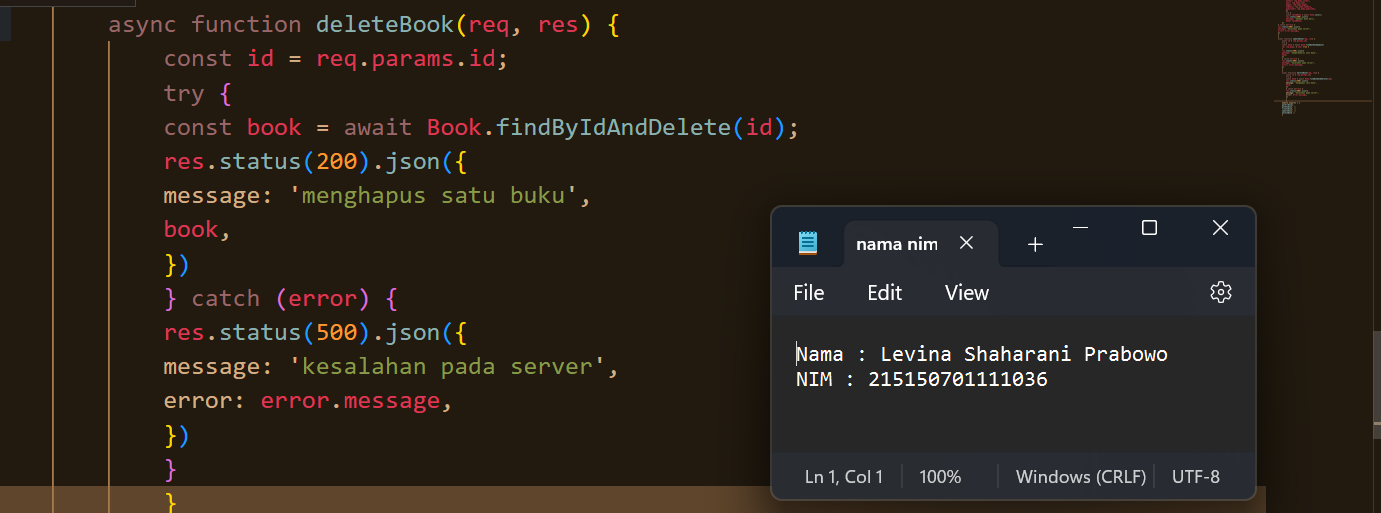 async function deleteBook(req, res) {
const id = req.params.id;
try {
const book = await Book.findByIdAndDelete(id);
res.status(200).json({
message: 'menghapus satu buku',
book,
})
} catch (error) {
res.status(500).json({
message: 'kesalahan pada server',
error: error.message,
})
}
}
nama nim
File Edit View
Nama : Levina Shaharani Prabowo
NIM : 215150701111036
Ln 1, Col 1 100% Windows (CRLF) UTF-8